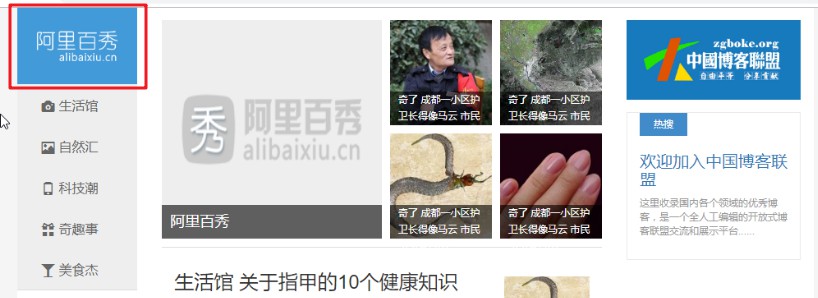 阿里百秀
alibaixiu.cn
生活馆
自然汇
科技潮
奇趣事
美食杰
秀 阿里百秀
alibaixiu.cn
阿里百秀
奇了 成都一小区护
卫长得像马云 市民
奇了 成都一小区护
卫长得像马云 市民
奇了 成都一小区护
卫长得像马云 市民
奇了 成都一小区护
卫长得像马云 市民
生活馆 关于指甲的10个健康知识
zgboke.org
中國博客聯盟
自由平等 分享貢献
热搜
欢迎加入中国博客联
盟
这里收录国内各个领域的优秀博
客，是一个全人工编辑的开放式博
客联盟交流和展示平台......